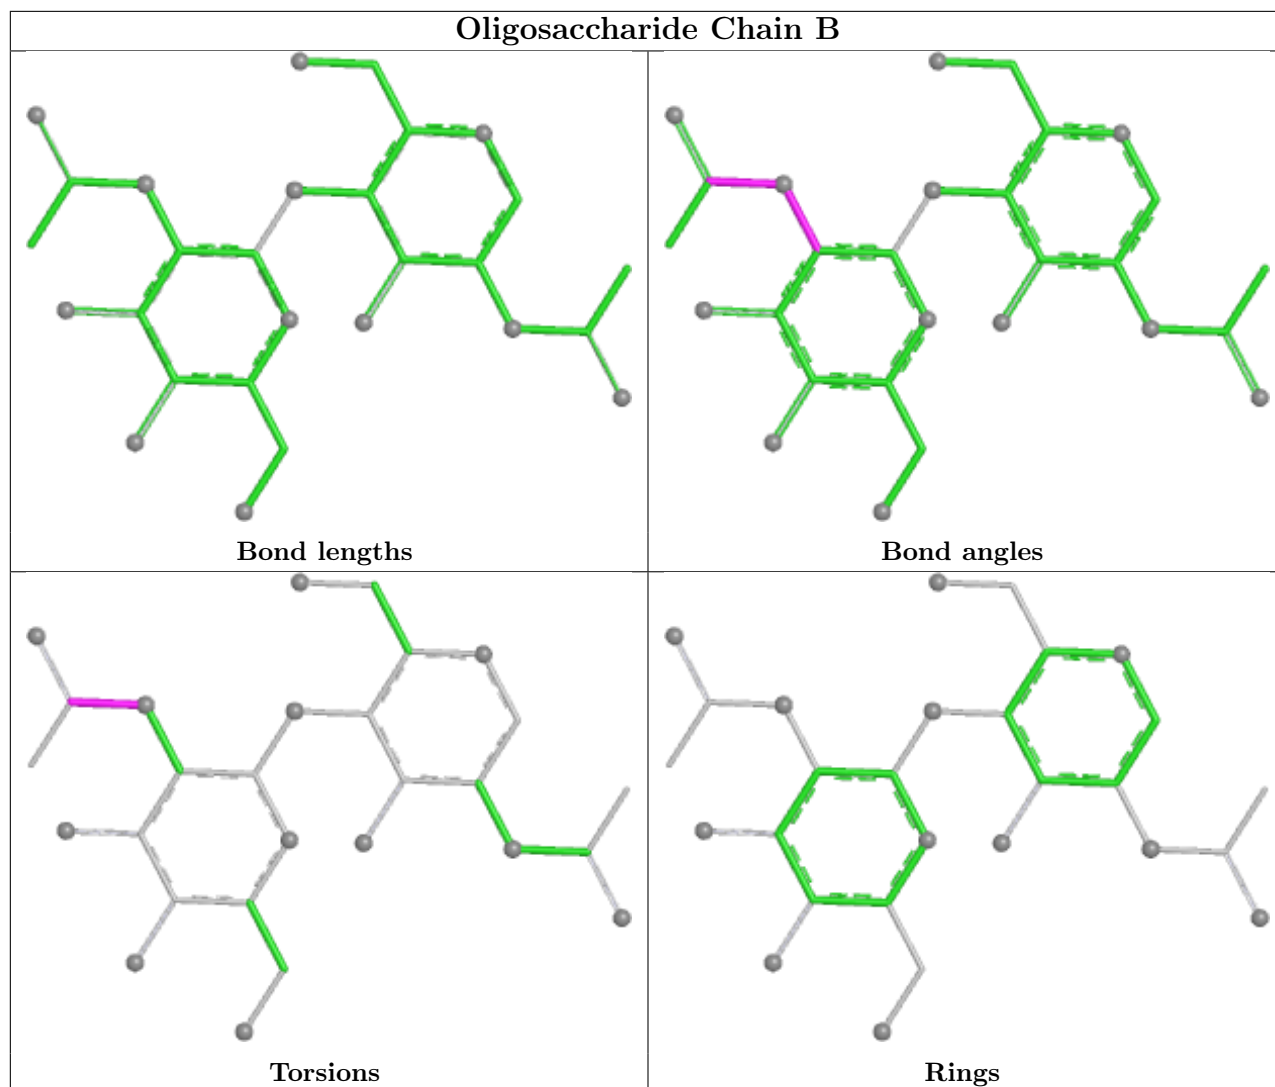 Oligosaccharide Chain B
Bond lengths
Bond angles
Torsions
Rings